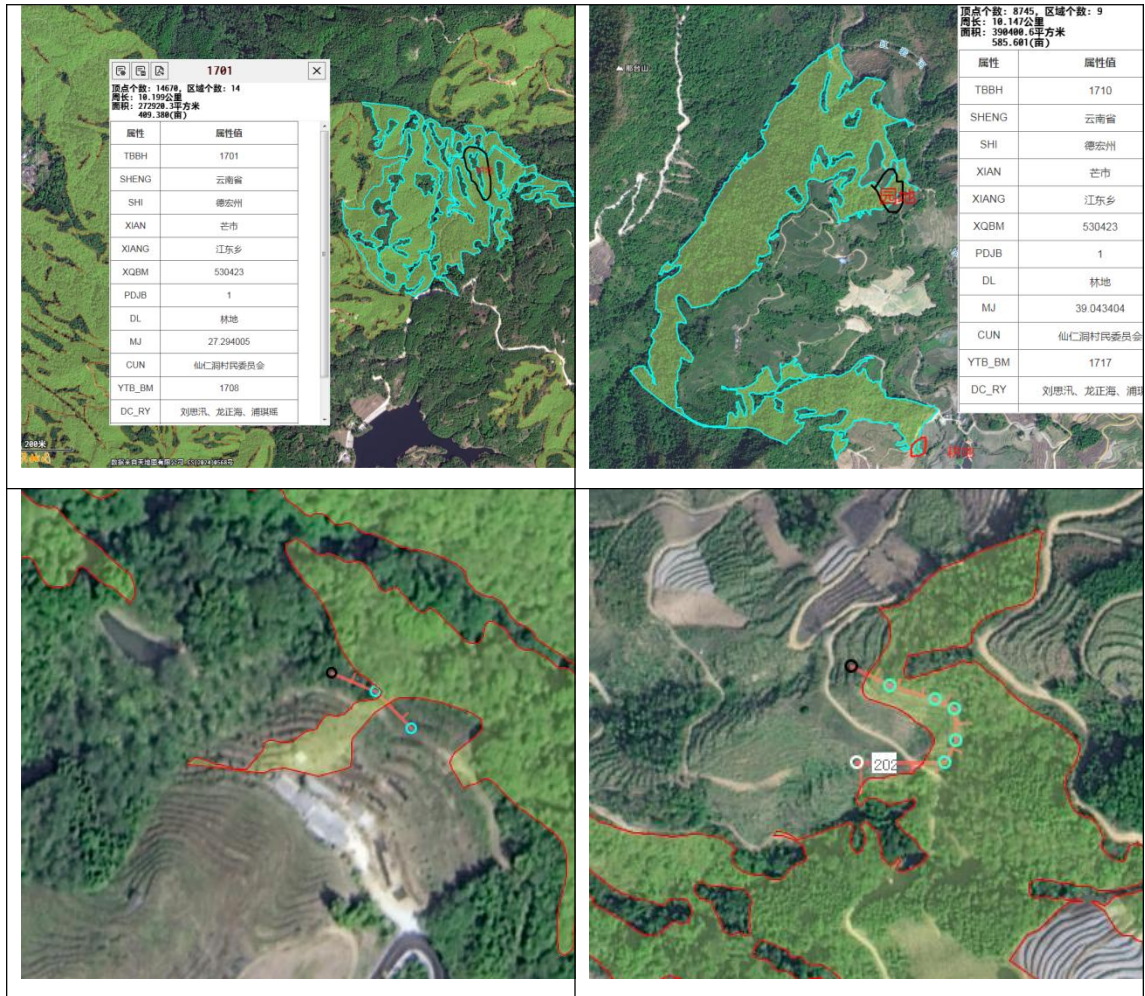 1701
顶点个数: 14670, 区域个数: 14
周长: 10.199公里
面积: 272920.3平方米
409.380(亩)
属性 属性值
TBBH 1701
SHENG 云南省
SHI 德宏州
XIAN 芒市
XIANG 江东乡
XQBM 530423
PDJB 1
DL 林地
MJ 27.294005
CUN 仙仁洞村民委员会
YTB_BM 1708
DC_RY 刘思汛、龙正海、浦琪瑶
200米
顶点个数: 8745, 区域个数: 9
周长: 10.147公里
面积: 390400.6平方米
585.601(亩)
属性 属性值
TBBH 1710
SHENG 云南省
SHI 德宏州
XIAN 芒市
XIANG 江东乡
XQBM 530423
PDJB 1
DL 林地
MJ 39.043404
CUN 仙仁洞村民委员会
YTB_BM 1717
DC_RY 刘思汛、龙正海、浦
园地
202